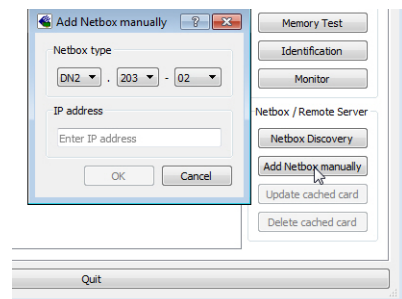 Add Netbox manually
Netbox type
DN2 . 203 - 02
IP address
Enter IP address
OK Cancel
Memory Test
Identification
Monitor
Netbox / Remote Server
Netbox Discovery
Add Netbox manually
Update cached card
Delete cached card
Quit